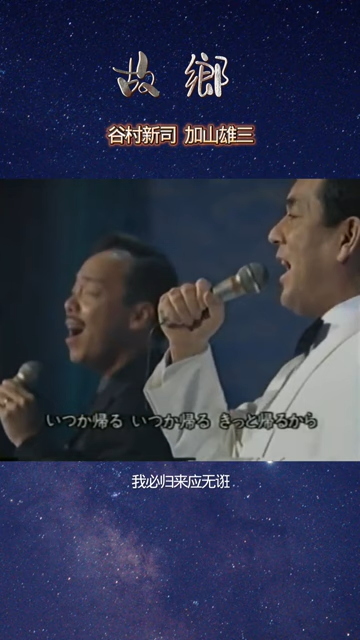 故鄉
谷村新司 加山雄三
いつか帰る いつか帰る きっと帰るから
我必归来应无诳